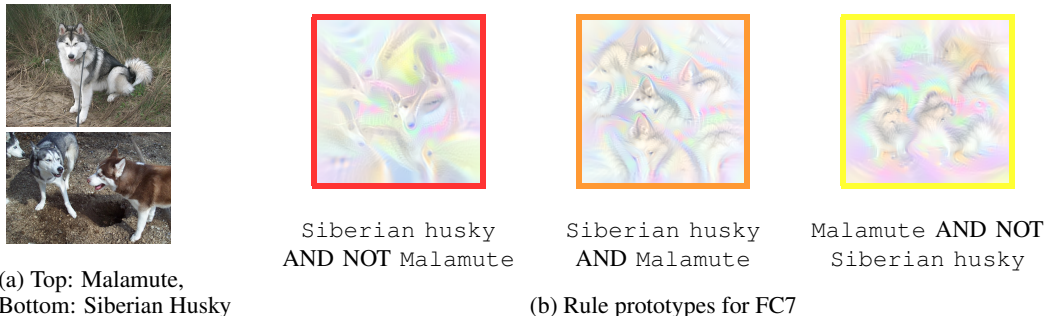 Siberian husky
AND NOT Malamute
Siberian husky
AND Malamute
Malamute AND NOT
Siberian husky
(a) Top: Malamute,
Bottom: Siberian Husky
(b) Rule prototypes for FC7